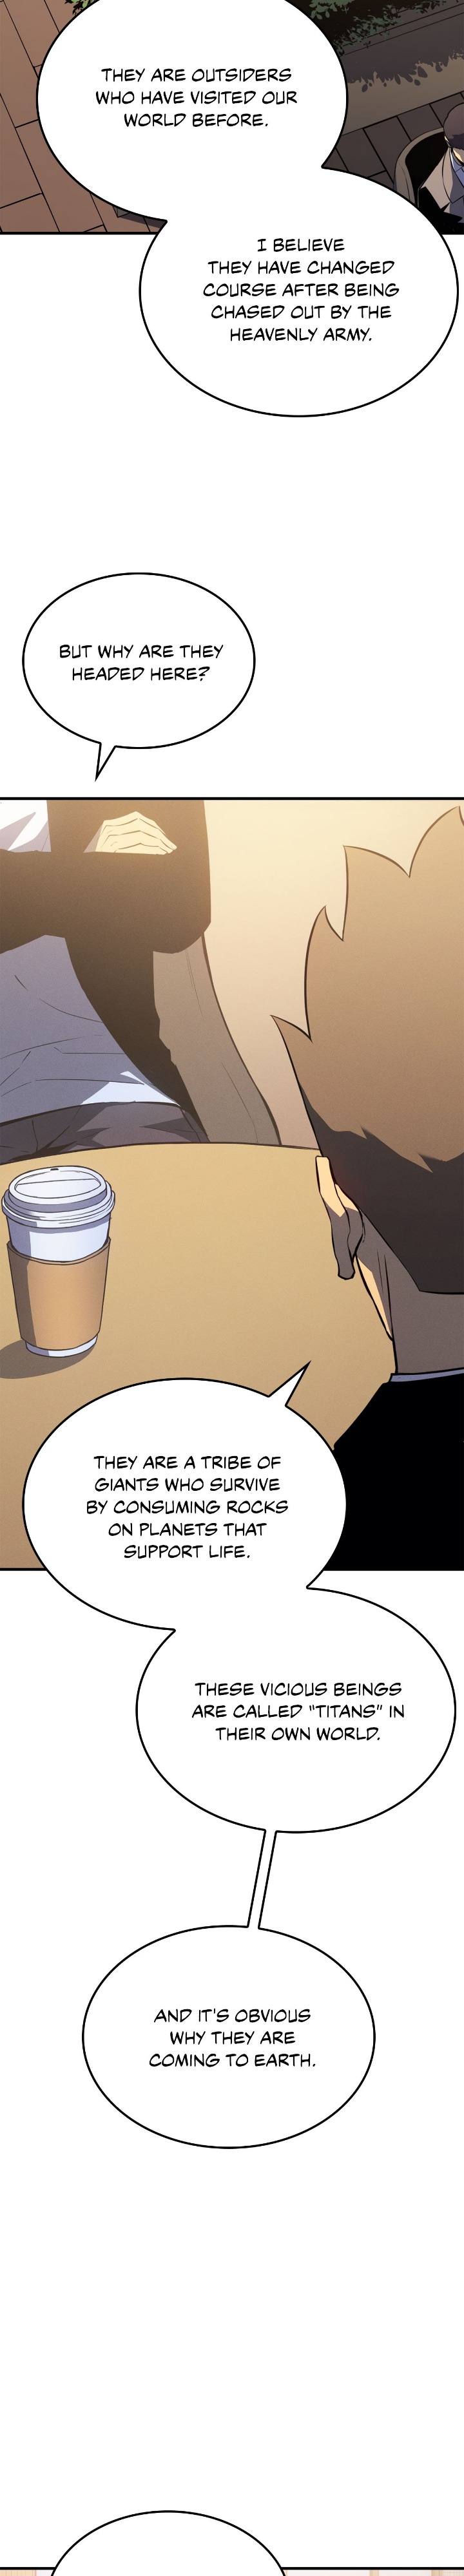 THEY ARE OUTSIDERS
WHO HAVE VISITED OUR
WORLD BEFORE.
I BELIEVE
THEY HAVE CHANGED
COURSE AFTER BEING
CHASED OUT BY THE
HEAVENLY ARMY.
BUT WHY ARE THEY
HEADED HERE?
THEY ARE A TRIBE OF
GIANTS WHO SURVIVE
BY CONSUMING ROCKS
ON PLANETS THAT
SUPPORT LIFE.
THESE VICIOUS BEINGS
ARE CALLED "TITANS" IN
THEIR OWN WORLD.
AND IT'S OBVIOUS
WHY THEY ARE
COMING TO EARTH.